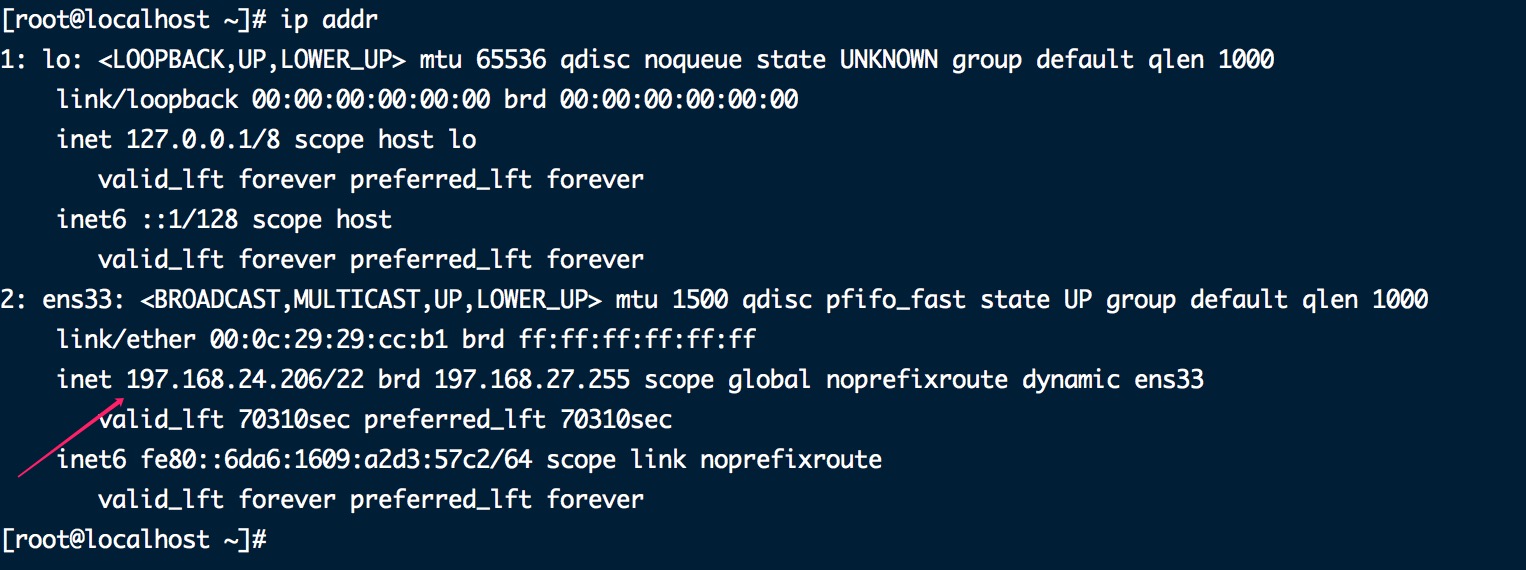 [root@localhost ~]# ip addr
1: lo: <LOOPBACK,UP,LOWER_UP> mtu 65536 qdisc noqueue state UNKNOWN group default qlen 1000
    link/loopback 00:00:00:00:00:00 brd 00:00:00:00:00:00
    inet 127.0.0.1/8 scope host lo
       valid_lft forever preferred_lft forever
    inet6 ::1/128 scope host
       valid_lft forever preferred_lft forever
2: ens33: <BROADCAST,MULTICAST,UP,LOWER_UP> mtu 1500 qdisc pfifo_fast state UP group default qlen 1000
    link/ether 00:0c:29:29:cc:b1 brd ff:ff:ff:ff:ff:ff
    inet 197.168.24.206/22 brd 197.168.27.255 scope global noprefixroute dynamic ens33
       valid_lft 70310sec preferred_lft 70310sec
    inet6 fe80::6da6:1609:a2d3:57c2/64 scope link noprefixroute
       valid_lft forever preferred_lft forever
[root@localhost ~]#